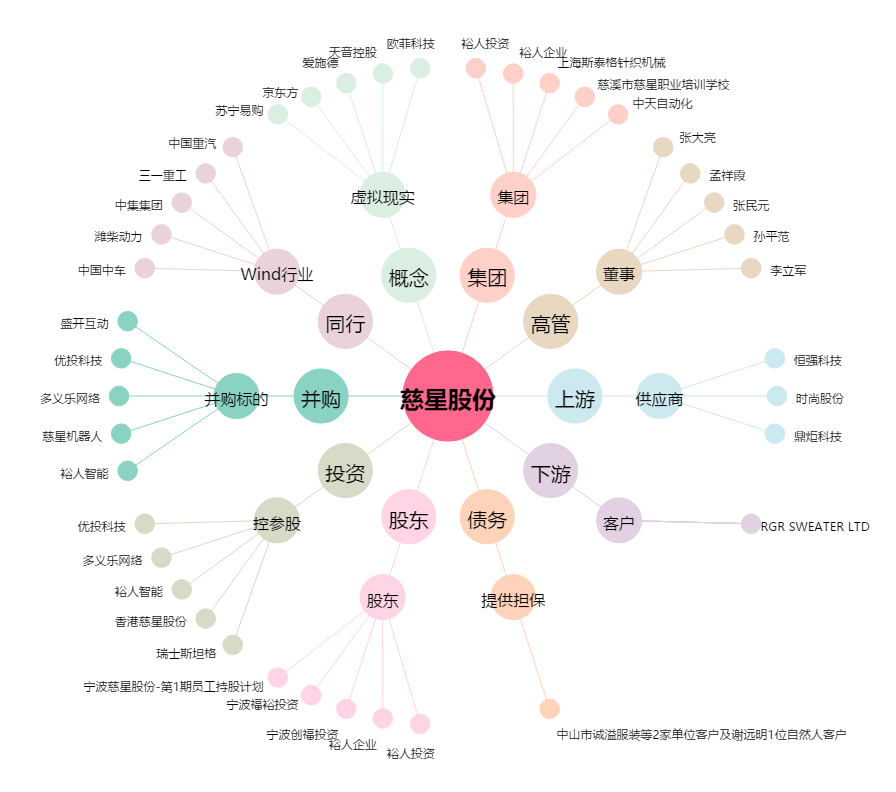 欧菲科技
裕人投资
天音控股
裕人企业
爱施德
上海斯泰格针织机械
京东方
慈溪市慈星职业培训学校
苏宁易购
中天自动化
中国重汽
张大亮
三一重工
孟祥霞
虚拟现实
集团
中集集团
张民元
潍柴动力
孙平范
中国中车
李立军
Wind行业
董事
概念
集团
同行
高管
盛开互动
优投科技
恒强科技
多义乐网络
并购标的
并购
慈星股份
上游
供应商
时尚股份
慈星机器人
鼎炬科技
裕人智能
投资
下游
优投科技
控参股
股东
债务
客户
RGR SWEATER LTD
多义乐网络
裕人智能
香港慈星股份
股东
提供担保
瑞士斯坦格
宁波慈星股份-第1期员工持股计划
宁波福裕投资
宁波创福投资
裕人企业
裕人投资
中山市诚溢服装等2家单位客户及谢远明1位自然人客户